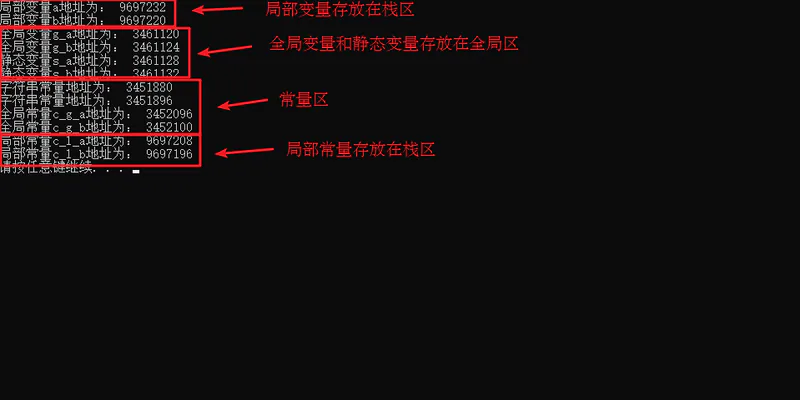 局部变量a地址为： 9697232
局部变量存放在栈区
局部变量b地址为： 9697220
全局变量g_a地址为： 3461120
全局变量g_b地址为： 3461124
全局变量和静态变量存放在全局区
静态变量s_a地址为： 3461128
静态变量s_b地址为： 3461132
字符串常量地址为： 3451880
字符串常量地址为： 3451896
常量区
全局常量c_g_a地址为： 3452096
全局常量c_g_b地址为： 3452100
局部常量c_l_a地址为： 9697208
局部常量存放在栈区
局部常量c_l_b地址为： 9697196
请按任意键继续. . .